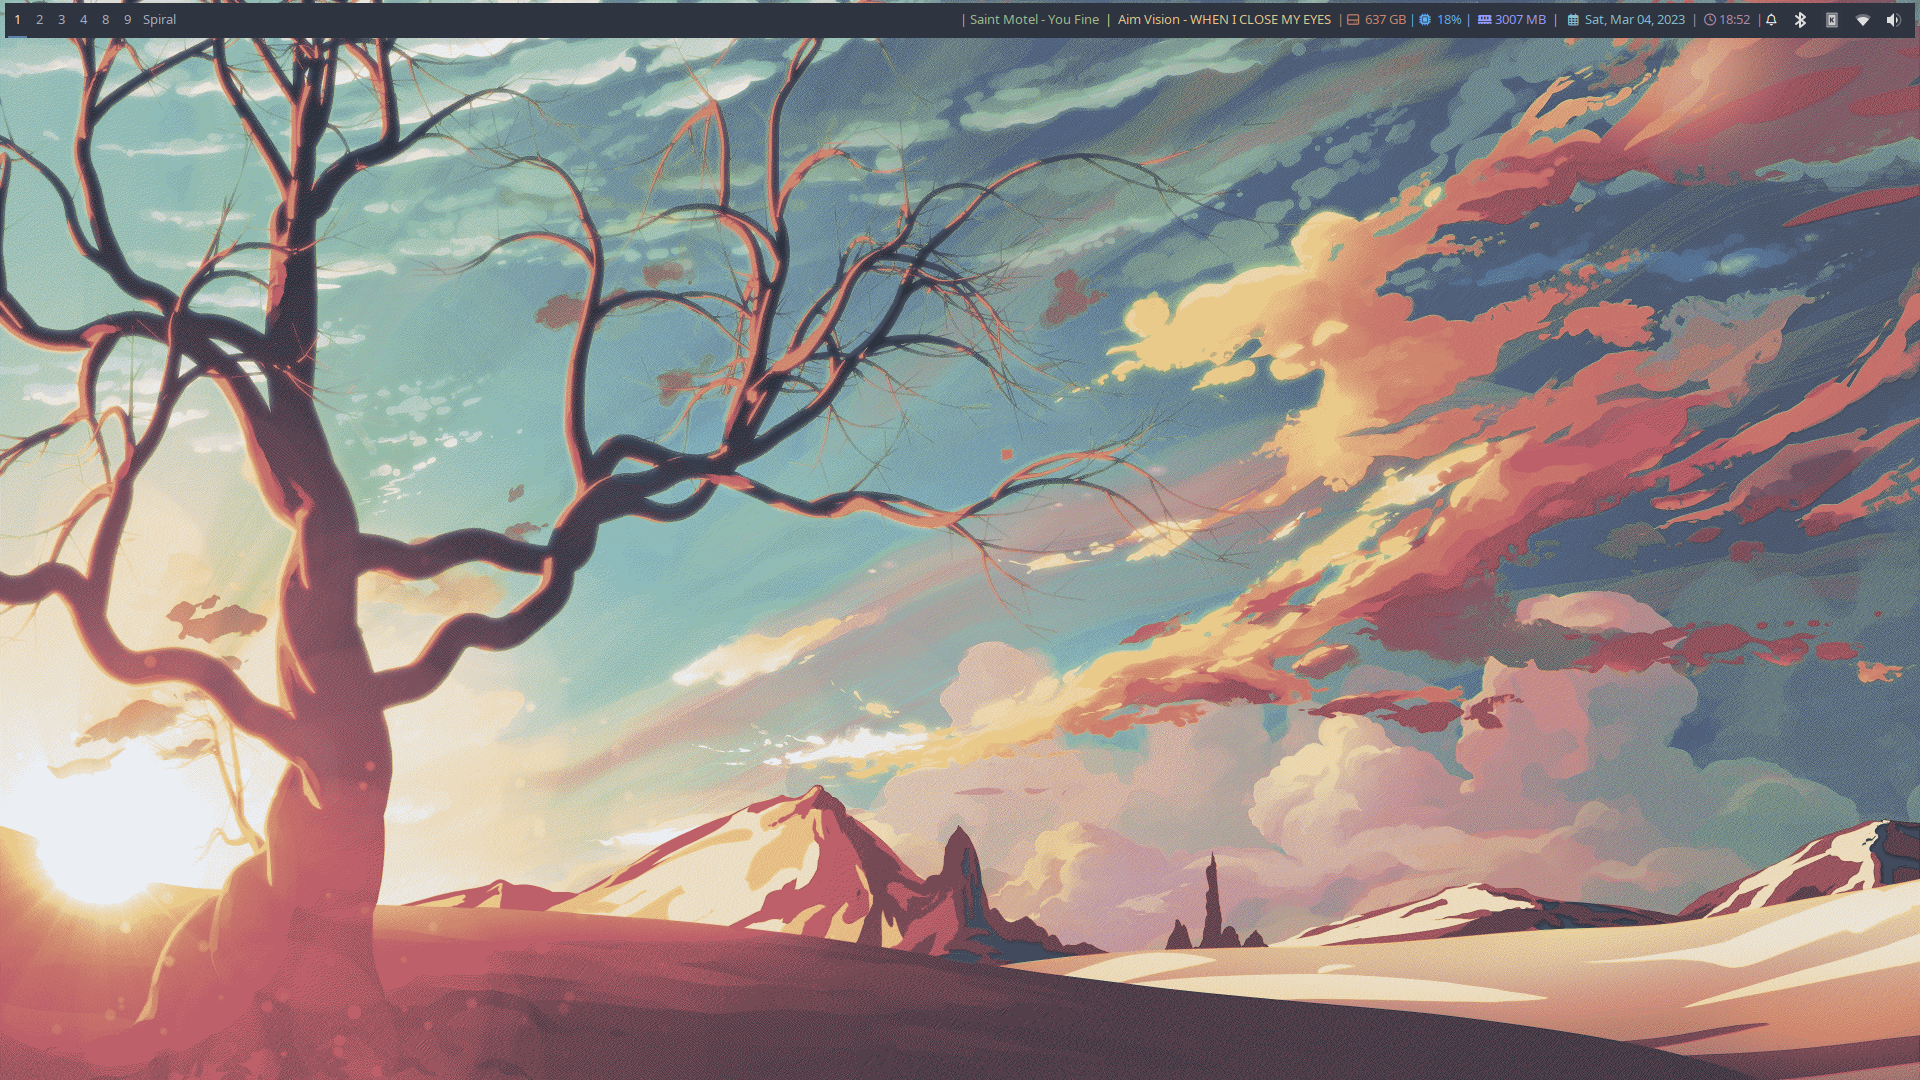 1 2 3 4 8 9 Spiral | Saint Motel - You Fine | Aim Vision - WHEN I CLOSE MY EYES | 637 GB | 18% | 3007 MB | Sat, Mar 04, 2023 | 18:52 |